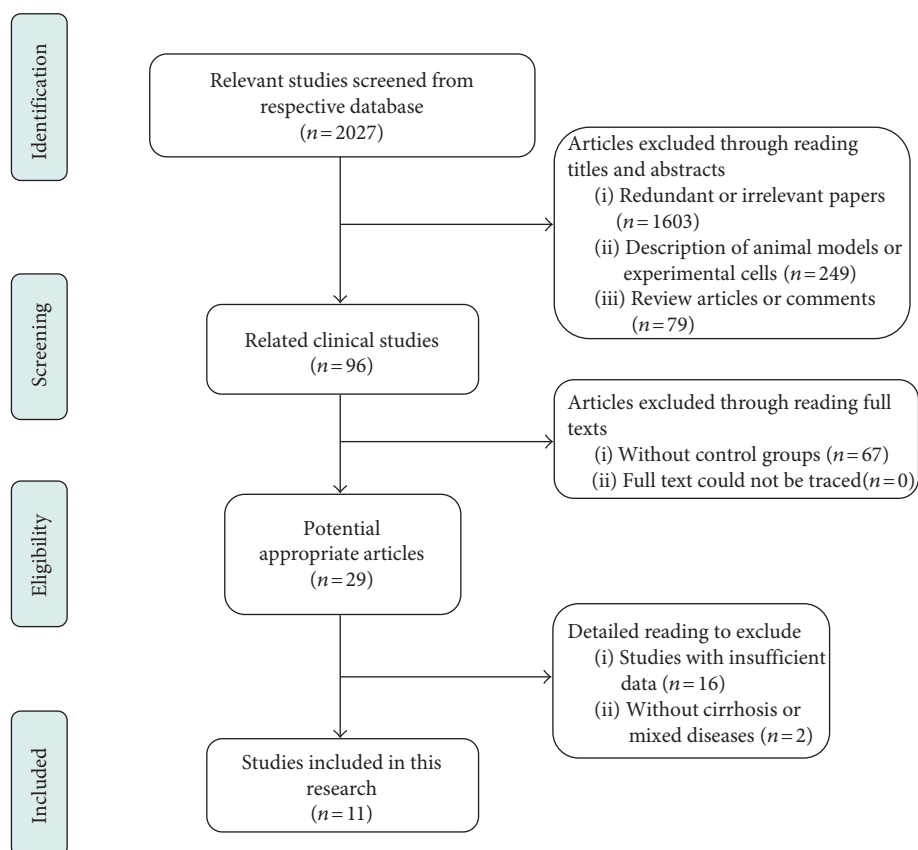 Identification
Relevant studies screened from
respective database
(n = 2027)
Articles excluded through reading
titles and abstracts
(i) Redundant or irrelevant papers
(n = 1603)
(ii) Description of animal models or
experimental cells (n = 249)
(iii) Review articles or comments
(n = 79)
Screening
Related clinical studies
(n = 96)
Articles excluded through reading full
texts
(i) Without control groups (n = 67)
(ii) Full text could not be traced(n = 0)
Eligibility
Potential
appropriate articles
(n = 29)
Detailed reading to exclude
(i) Studies with insufficient
data (n = 16)
(ii) Without cirrhosis or
mixed diseases (n = 2)
Included
Studies included in this
research
(n = 11)